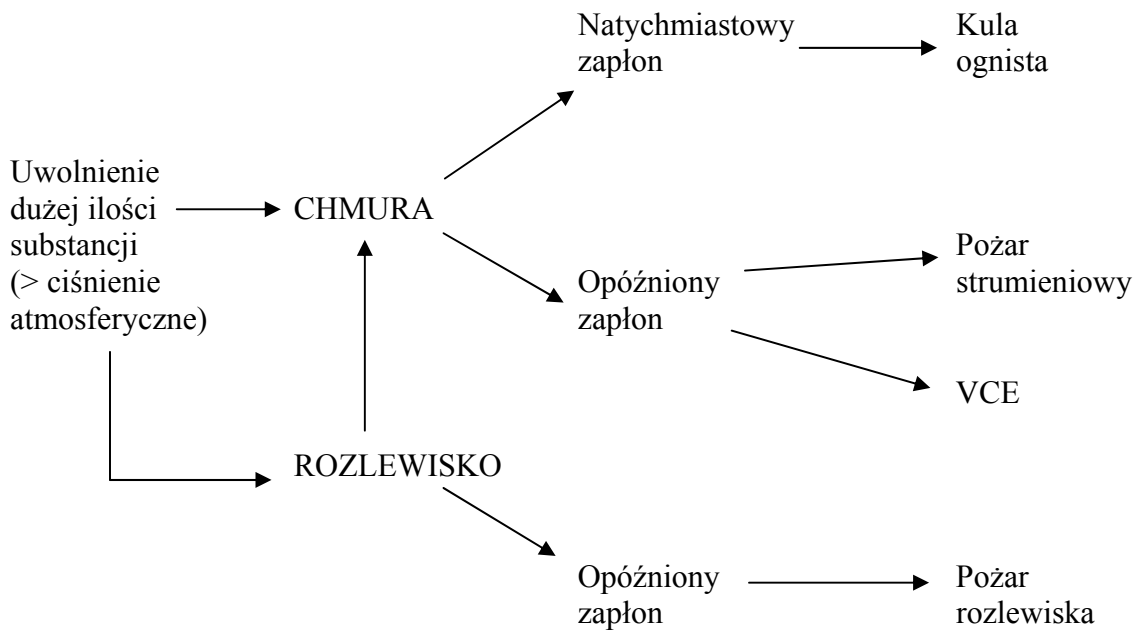 Natychmiastowy
zapłon
Kula
ognista
Uwolnienie
dużej ilości
substancji
(> ciśnienie
atmosferyczne)
CHMURA
Opóźniony
zapłon
Pożar
strumieniowy
VCE
ROZLEWISKO
Opóźniony
zapłon
Pożar
rozlewiska